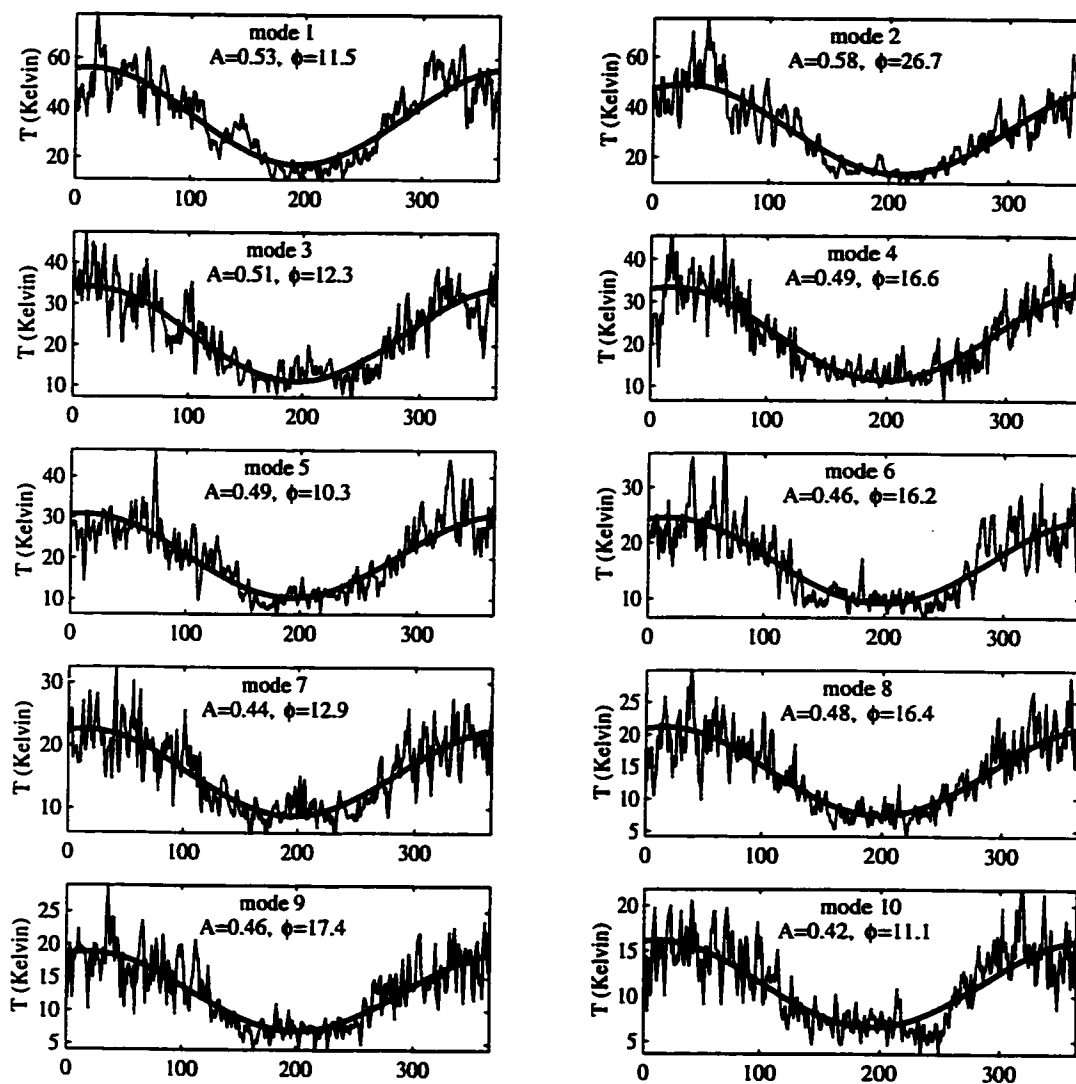 mode 1
A=0.53, ϕ=11.5
T (Kelvin)
60
40
20
0 100 200 300
mode 2
A=0.58, ϕ=26.7
T (Kelvin)
60
40
20
0 100 200 300
mode 3
A=0.51, ϕ=12.3
T (Kelvin)
40
30
20
10
0 100 200 300
mode 4
A=0.49, ϕ=16.6
T (Kelvin)
40
30
20
10
0 100 200 300
mode 5
A=0.49, ϕ=10.3
T (Kelvin)
40
30
20
10
0 100 200 300
mode 6
A=0.46, ϕ=16.2
T (Kelvin)
30
20
10
0 100 200 300
mode 7
A=0.44, ϕ=12.9
T (Kelvin)
30
20
10
0 100 200 300
mode 8
A=0.48, ϕ=16.4
T (Kelvin)
25
20
15
10
5
0 100 200 300
mode 9
A=0.46, ϕ=17.4
T (Kelvin)
25
20
15
10
5
0 100 200 300
mode 10
A=0.42, ϕ=11.1
T (Kelvin)
20
15
10
5
0 100 200 300